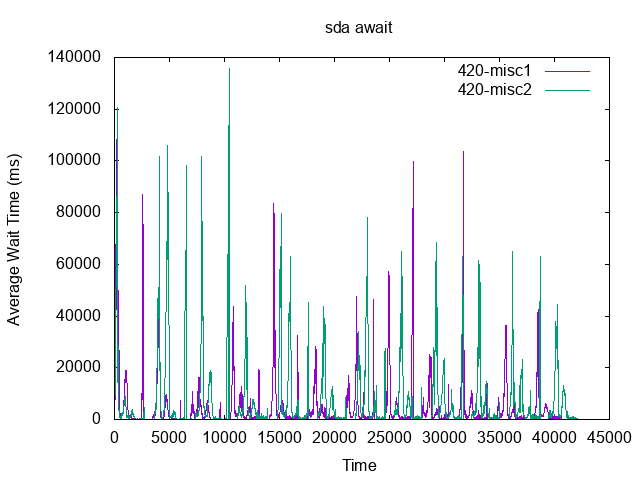 sda await
140000
120000
100000
80000
60000
40000
20000
0
Average Wait Time (ms)
420-misc1
420-misc2
0 5000 10000 15000 20000 25000 30000 35000 40000 45000
Time